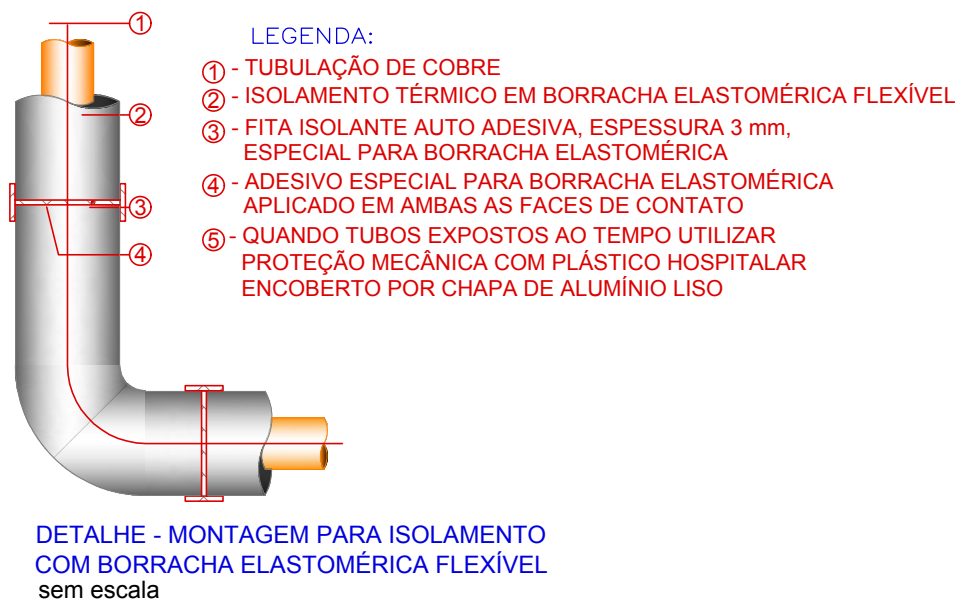 ①
②
③
④
LEGENDA:
① - TUBULAÇÃO DE COBRE
② - ISOLAMENTO TÉRMICO EM BORRACHA ELASTOMÉRICA FLEXÍVEL
③ - FITA ISOLANTE AUTO ADESIVA, ESPESSURA 3 mm,
ESPECIAL PARA BORRACHA ELASTOMÉRICA
④ - ADESIVO ESPECIAL PARA BORRACHA ELASTOMÉRICA
APLICADO EM AMBAS AS FACES DE CONTATO
⑤ - QUANDO TUBOS EXPOSTOS AO TEMPO UTILIZAR
PROTEÇÃO MECÂNICA COM PLÁSTICO HOSPITALAR
ENCOBERTO POR CHAPA DE ALUMÍNIO LISO
DETALHE - MONTAGEM PARA ISOLAMENTO
COM BORRACHA ELASTOMÉRICA FLEXÍVEL
sem escala